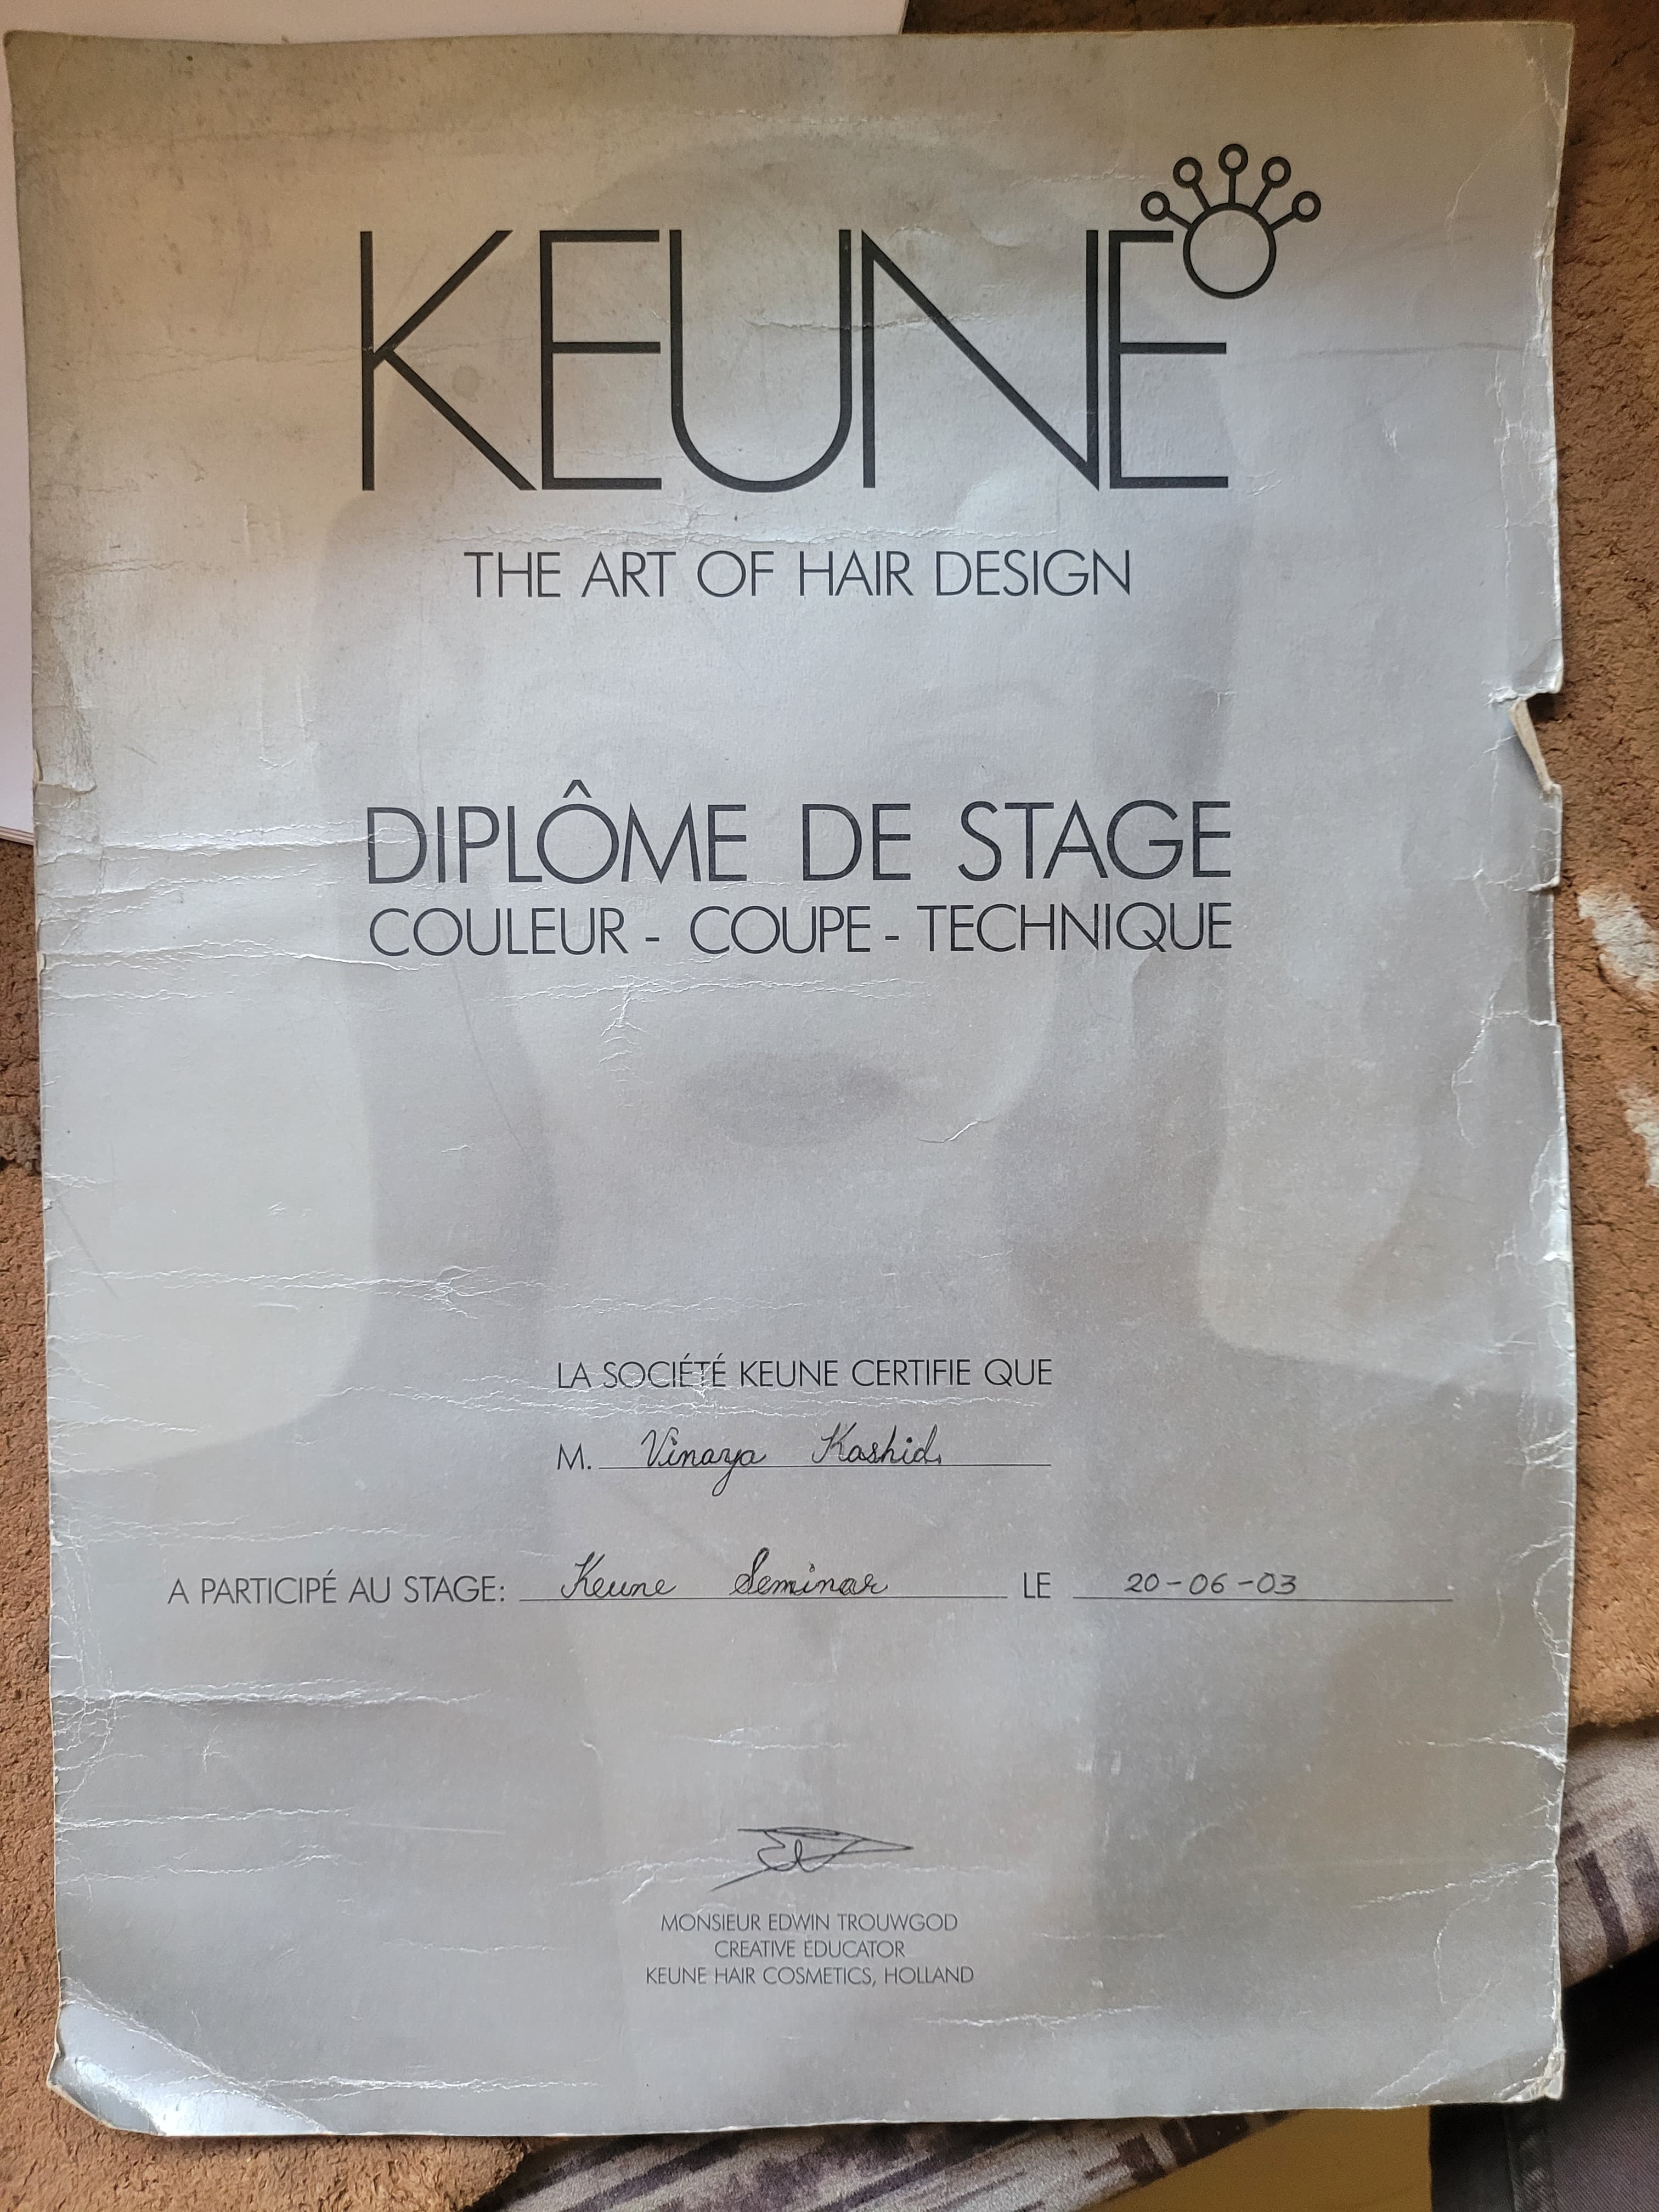 KEUNE
THE ART OF HAIR DESIGN
DIPLÔME DE STAGE
COULEUR - COUPE - TECHNIQUE
LA SOCIÉTÉ KEUNE CERTIFIE QUE
M. Vinaya Kashid
A PARTICIPÉ AU STAGE: Keune Seminar LE 20-06-03
MONSIEUR EDWIN TROUWGOD
CREATIVE EDUCATOR
KEUNE HAIR COSMETICS, HOLLAND